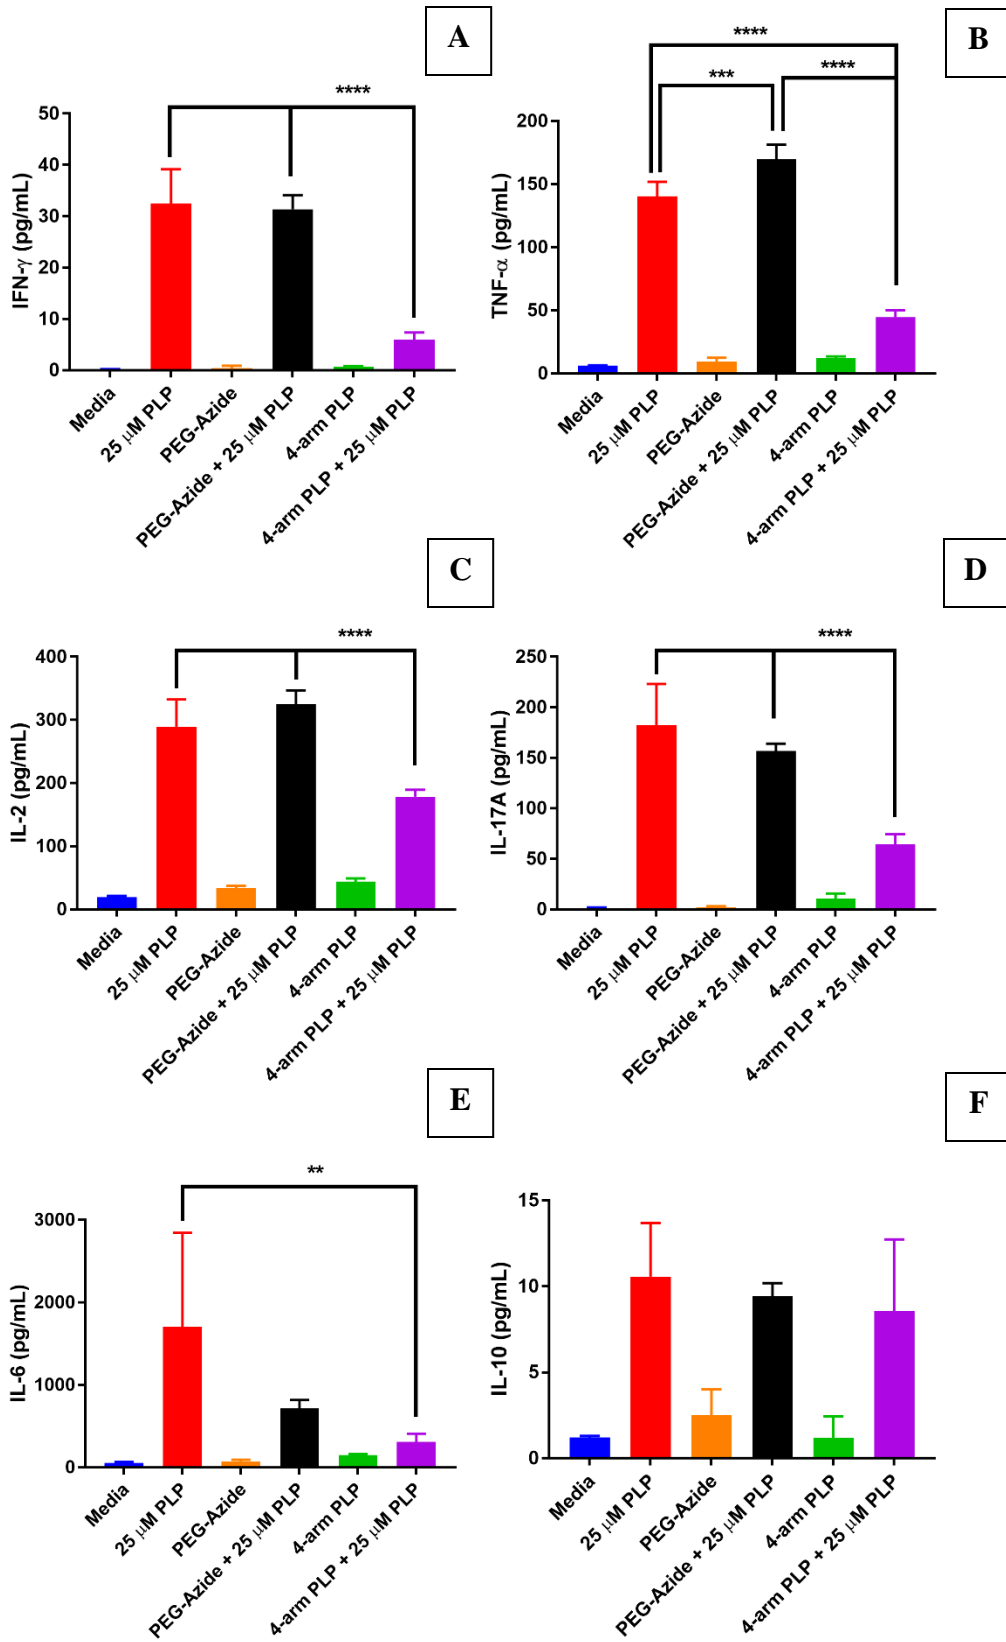 A
****
50
40
30
20
10
0
IFN-γ (pg/mL)
Media
25 μM PLP
PEG-Azide
PEG-Azide + 25 μM PLP
4-arm PLP
4-arm PLP + 25 μM PLP
B
****
***
****
200
150
100
50
0
TNF-α (pg/mL)
Media
25 μM PLP
PEG-Azide
PEG-Azide + 25 μM PLP
4-arm PLP
4-arm PLP + 25 μM PLP
C
****
400
300
200
100
0
IL-2 (pg/mL)
Media
25 μM PLP
PEG-Azide
PEG-Azide + 25 μM PLP
4-arm PLP
4-arm PLP + 25 μM PLP
D
****
250
200
150
100
50
0
IL-17A (pg/mL)
Media
25 μM PLP
PEG-Azide
PEG-Azide + 25 μM PLP
4-arm PLP
4-arm PLP + 25 μM PLP
E
**
3000
2000
1000
0
IL-6 (pg/mL)
Media
25 μM PLP
PEG-Azide
PEG-Azide + 25 μM PLP
4-arm PLP
4-arm PLP + 25 μM PLP
F
15
10
5
0
IL-10 (pg/mL)
Media
25 μM PLP
PEG-Azide
PEG-Azide + 25 μM PLP
4-arm PLP
4-arm PLP + 25 μM PLP